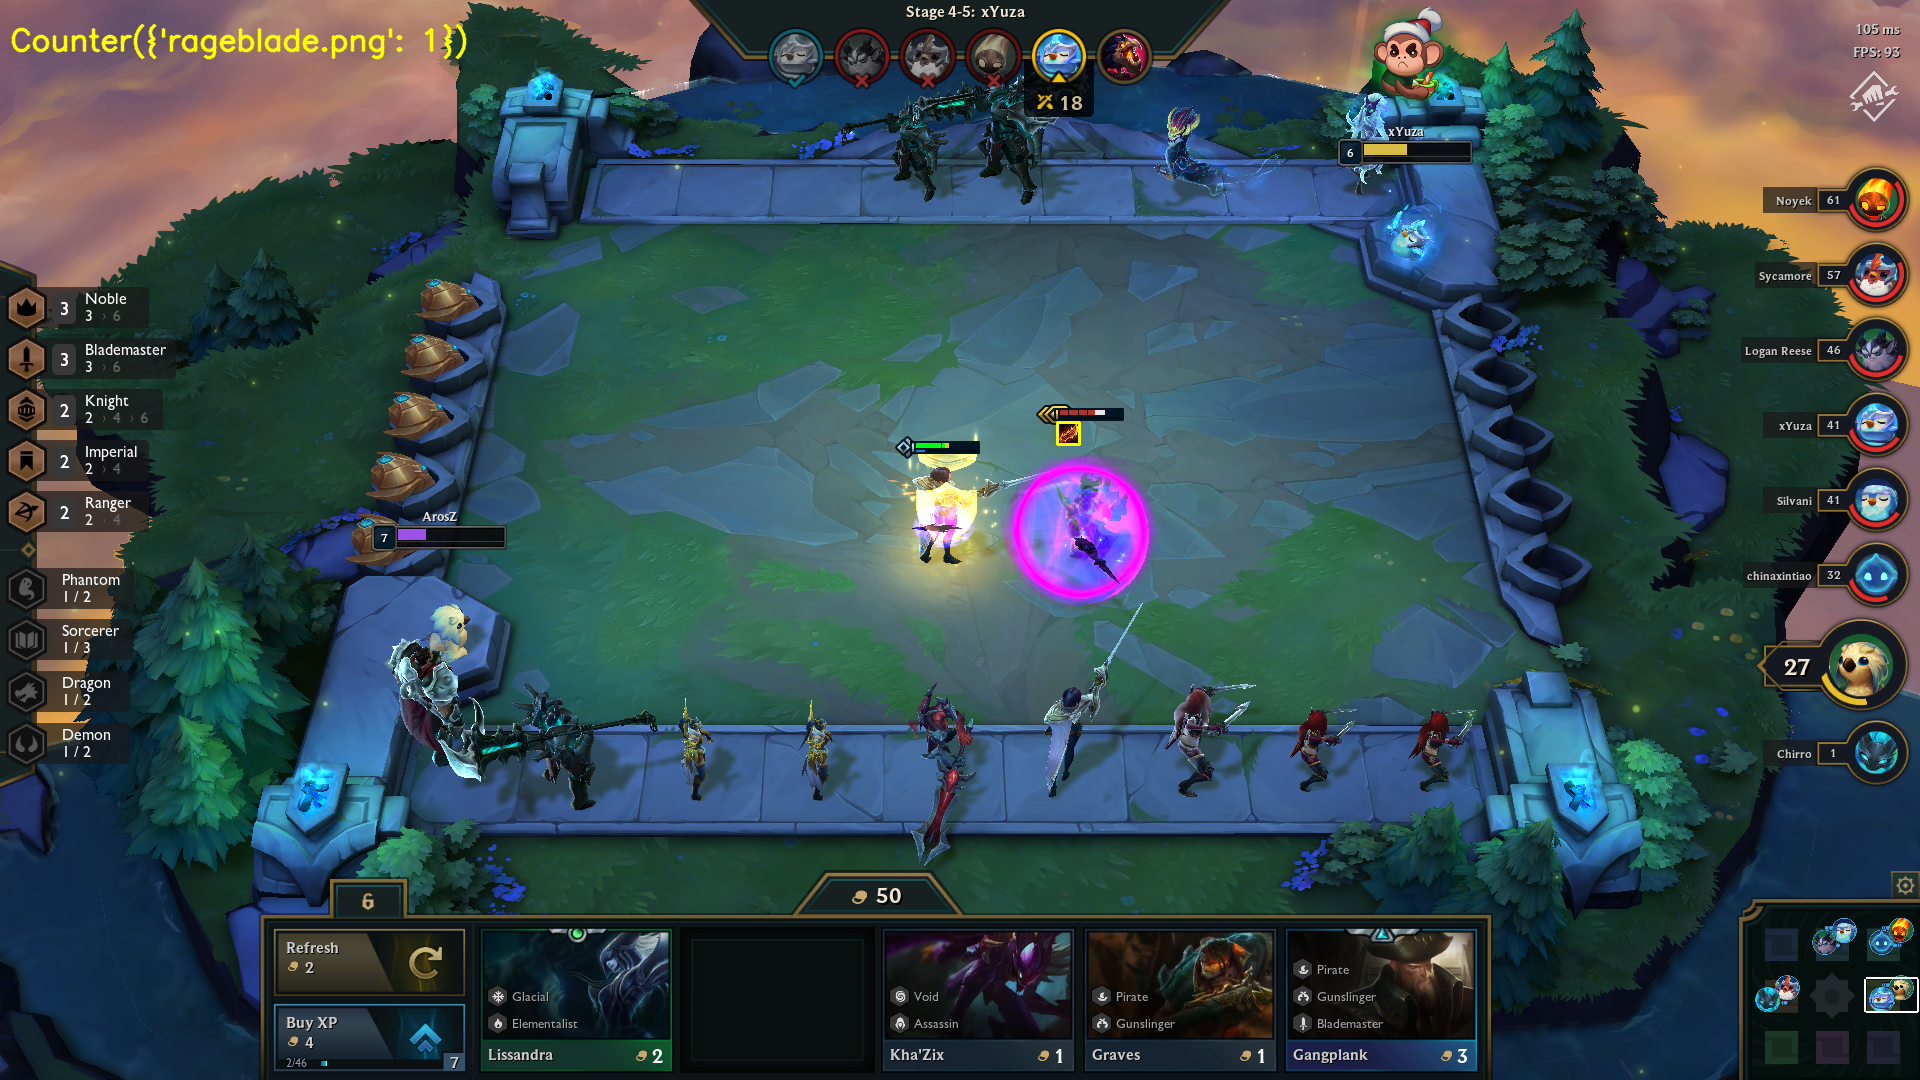 Counter({'rageblade.png': 1})
Stage 4-5: xYuza
18
105 ms
FPS: 93
xYuza
6
Noyek 61
Sycamore 57
Logan Reese 46
xYuza 41
Silvani 41
chinaxintiao 32
27
Chirro 1
3 Noble
3 › 6
3 Blademaster
3 › 6
2 Knight
2 › 4 › 6
2 Imperial
2 › 4
2 Ranger
2 › 4
Phantom
1 / 2
Sorcerer
1 / 3
Dragon
1 / 2
Demon
1 / 2
ArosZ
7
50
6
Refresh
2
Buy XP
4
2/46
7
Glacial
Elementalist
Lissandra 2
Void
Assassin
Kha'Zix 1
Pirate
Gunslinger
Graves 1
Pirate
Gunslinger
Blademaster
Gangplank 3